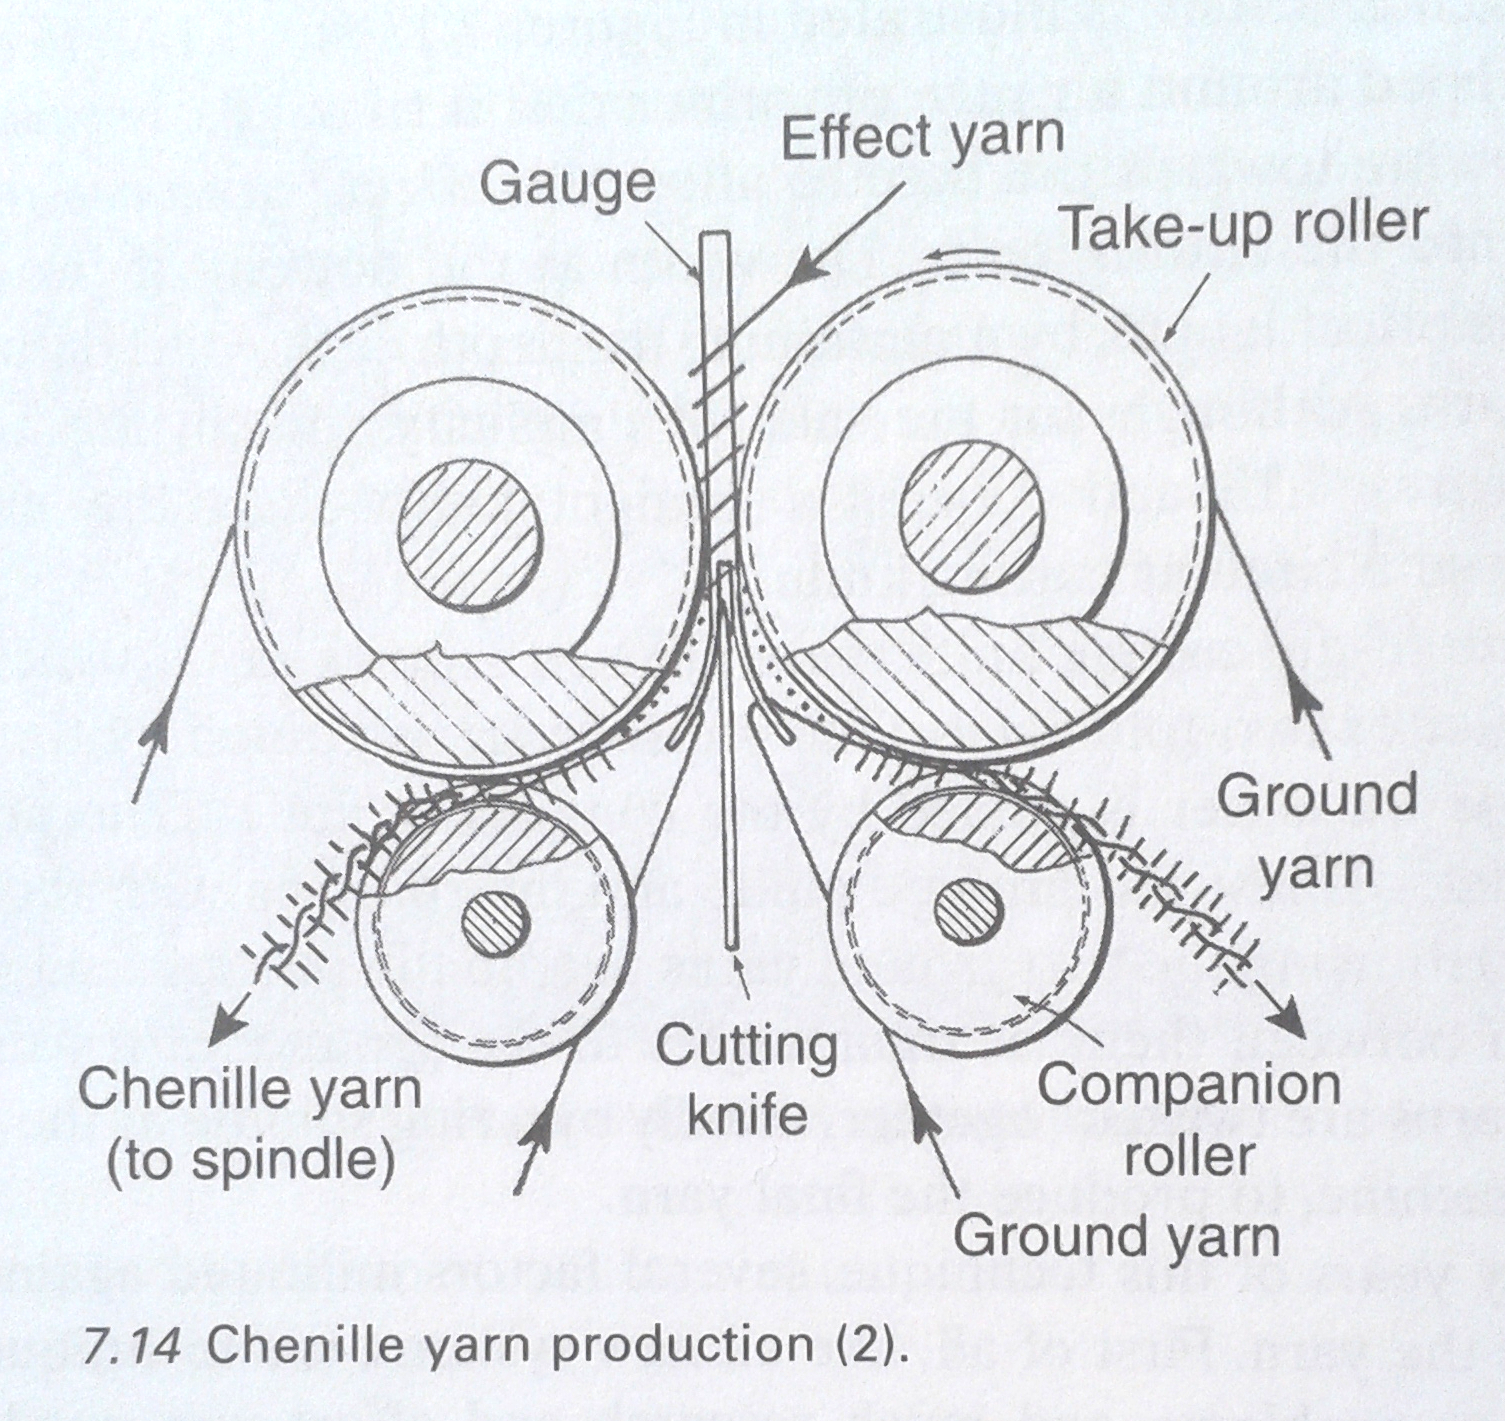 Effect yarn
Gauge
Take-up roller
Ground
yarn
Cutting
knife
Chenille yarn
(to spindle)
Companion
roller
Ground yarn
7.14 Chenille yarn production (2).